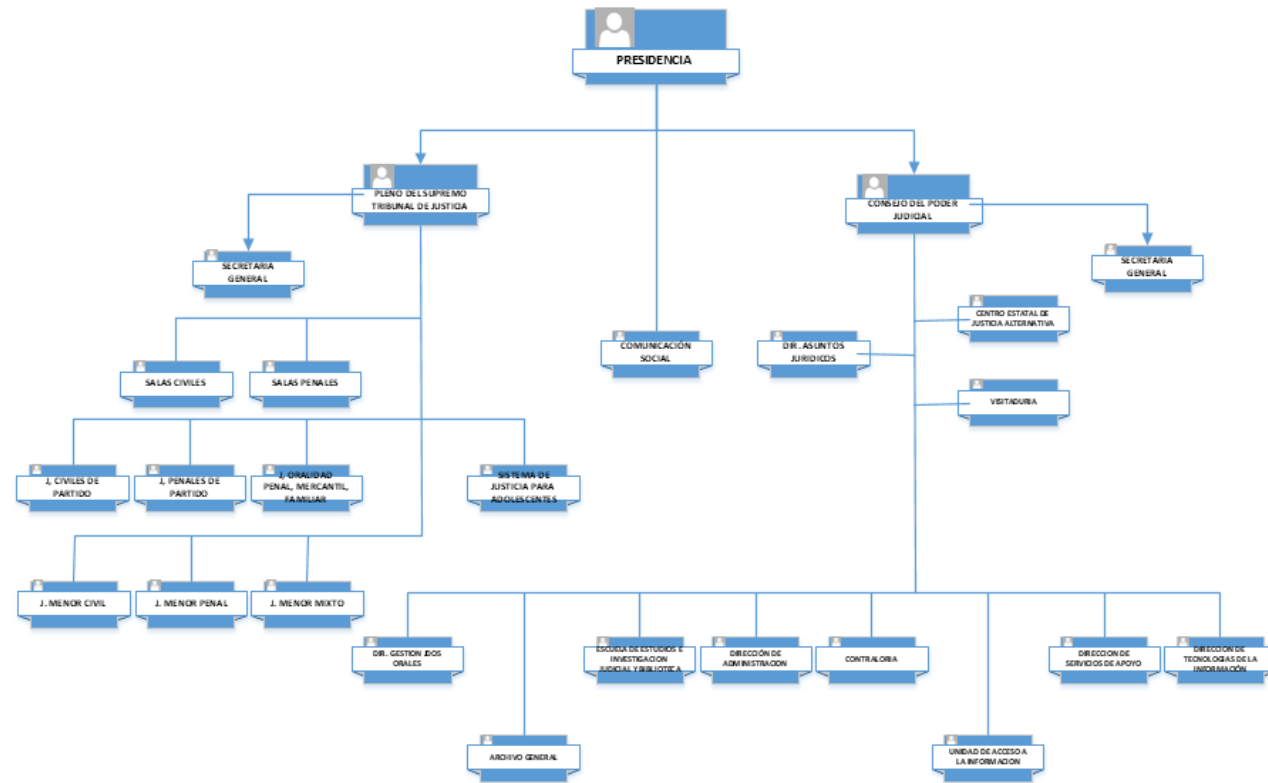 PRESIDENCIA
PLENO DEL SUPREMO
TRIBUNAL DE JUSTICIA
CONSEJO DEL PODER
JUDICIAL
SECRETARIA
GENERAL
SECRETARIA
GENERAL
CENTRO ESTATAL DE
JUSTICIA ALTERNATIVA
COMUNICACIÓN
SOCIAL
DIR. ASUNTOS
JURIDICOS
SALAS CIVILES
SALAS PENALES
VISITADURIA
J, CIVILES DE
PARTIDO
J, PENALES DE
PARTIDO
J, ORALIDAD
PENAL, MERCANTIL,
FAMILIAR
SISTEMA DE
JUSTICIA PARA
ADOLESCENTES
J. MENOR CIVIL
J. MENOR PENAL
J. MENOR MIXTO
DIR. GESTION JDOS
ORALES
ESCUELA DE ESTUDIOS E
INVESTIGACION
JUDICIAL Y BIBLIOTECA
DIRECCIÓN DE
ADMINISTRACION
CONTRALORIA
DIRECCION DE
SERVICIOS DE APOYO
DIRECCION DE
TECNOLOGIAS DE LA
INFORMACIÓN
ARCHIVO GENERAL
UNIDAD DE ACCESO A
LA INFORMACION